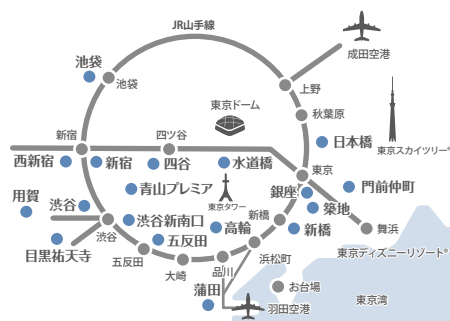 JR山手線
成田空港
池袋
池袋
上野
東京ドーム
秋葉原
東京スカイツリー®
新宿
四ツ谷
日本橋
西新宿
新宿
四谷
水道橋
東京
用賀
渋谷
青山プレミア
東京タワー
銀座
門前仲町
築地
渋谷新南口
高輪
新橋
新橋
舞浜
渋谷
目黒祐天寺
五反田
五反田
大崎
品川
浜松町
東京ディズニーリゾート®
お台場
蒲田
羽田空港
東京湾